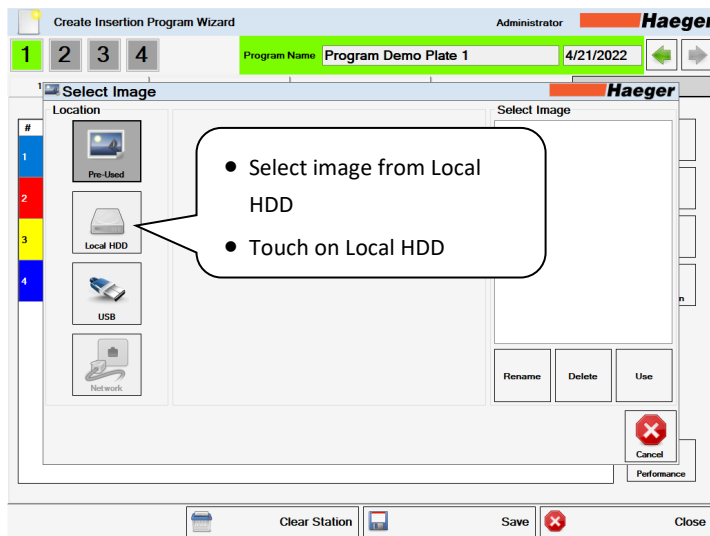 Create Insertion Program Wizard
Administrator
Haeger
1 2 3 4
Program Name Program Demo Plate 1 4/21/2022
1
Select Image
Haeger
Location
Select Image
#
1
2
3
4
Pre-Used
Local HDD
USB
Network
• Select image from Local
HDD
• Touch on Local HDD
n
Rename Delete Use
Cancel
Performance
Clear Station Save Close